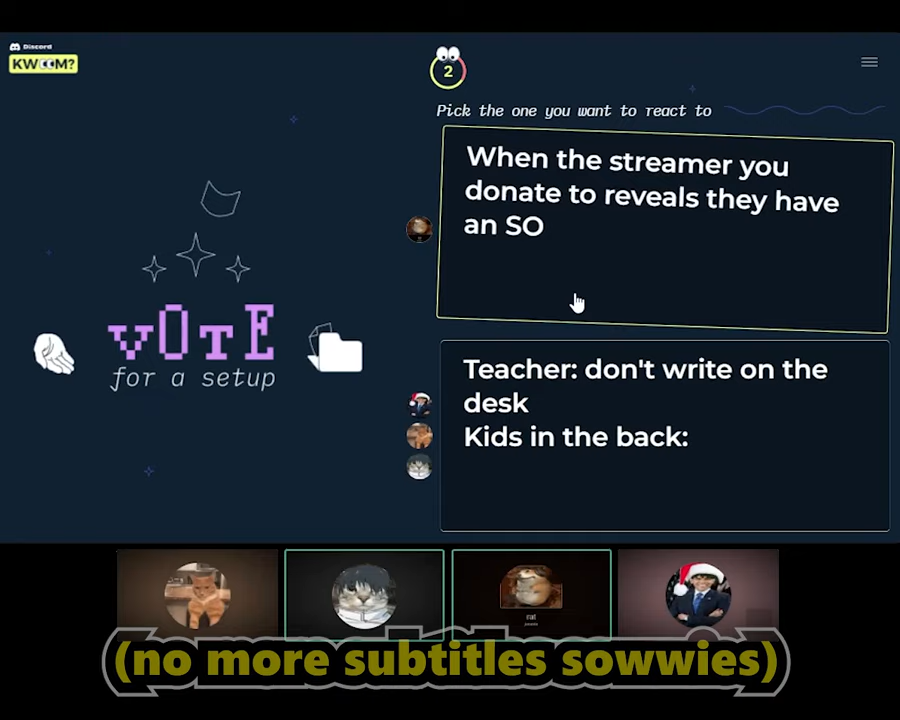 Discord
KWOOM?
2
Pick the one you want to react to
When the streamer you
donate to reveals they have
an SO
vOTE
for a setup
Teacher: don't write on the
desk
Kids in the back:
rat
(no more subtitles sowwies)